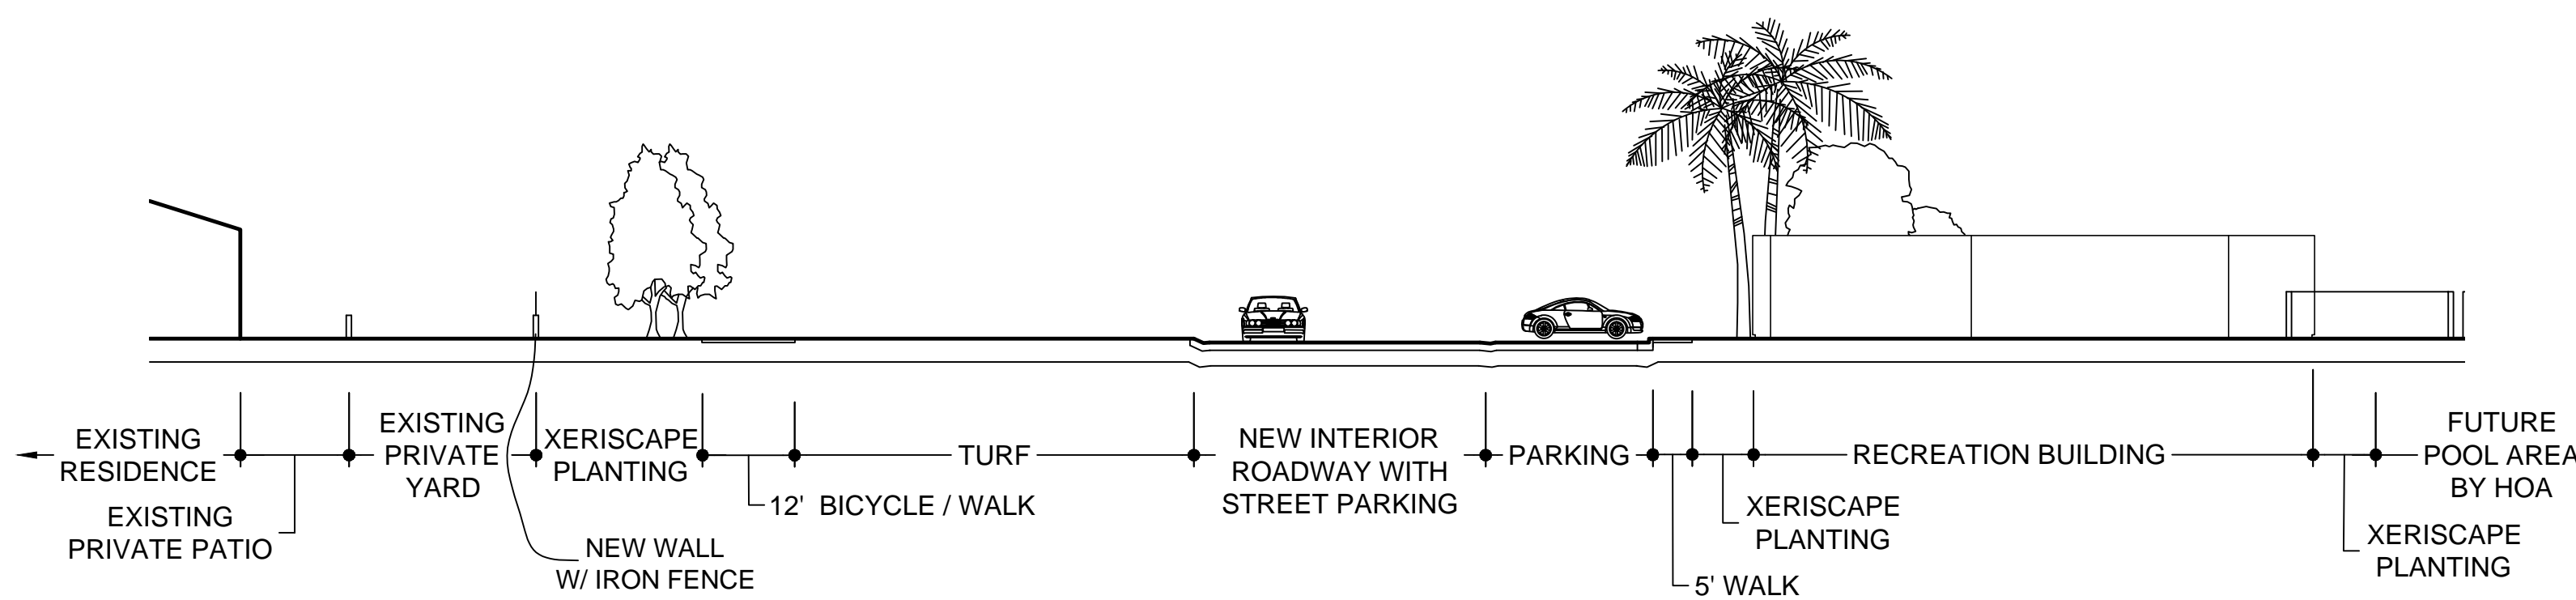 EXISTING
RESIDENCE
EXISTING
PRIVATE PATIO
EXISTING
PRIVATE
YARD
NEW WALL
W/ IRON FENCE
XERISCAPE
PLANTING
12' BICYCLE / WALK
TURF
NEW INTERIOR
ROADWAY WITH
STREET PARKING
PARKING
5' WALK
XERISCAPE
PLANTING
RECREATION BUILDING
XERISCAPE
PLANTING
FUTURE
POOL AREA
BY HOA